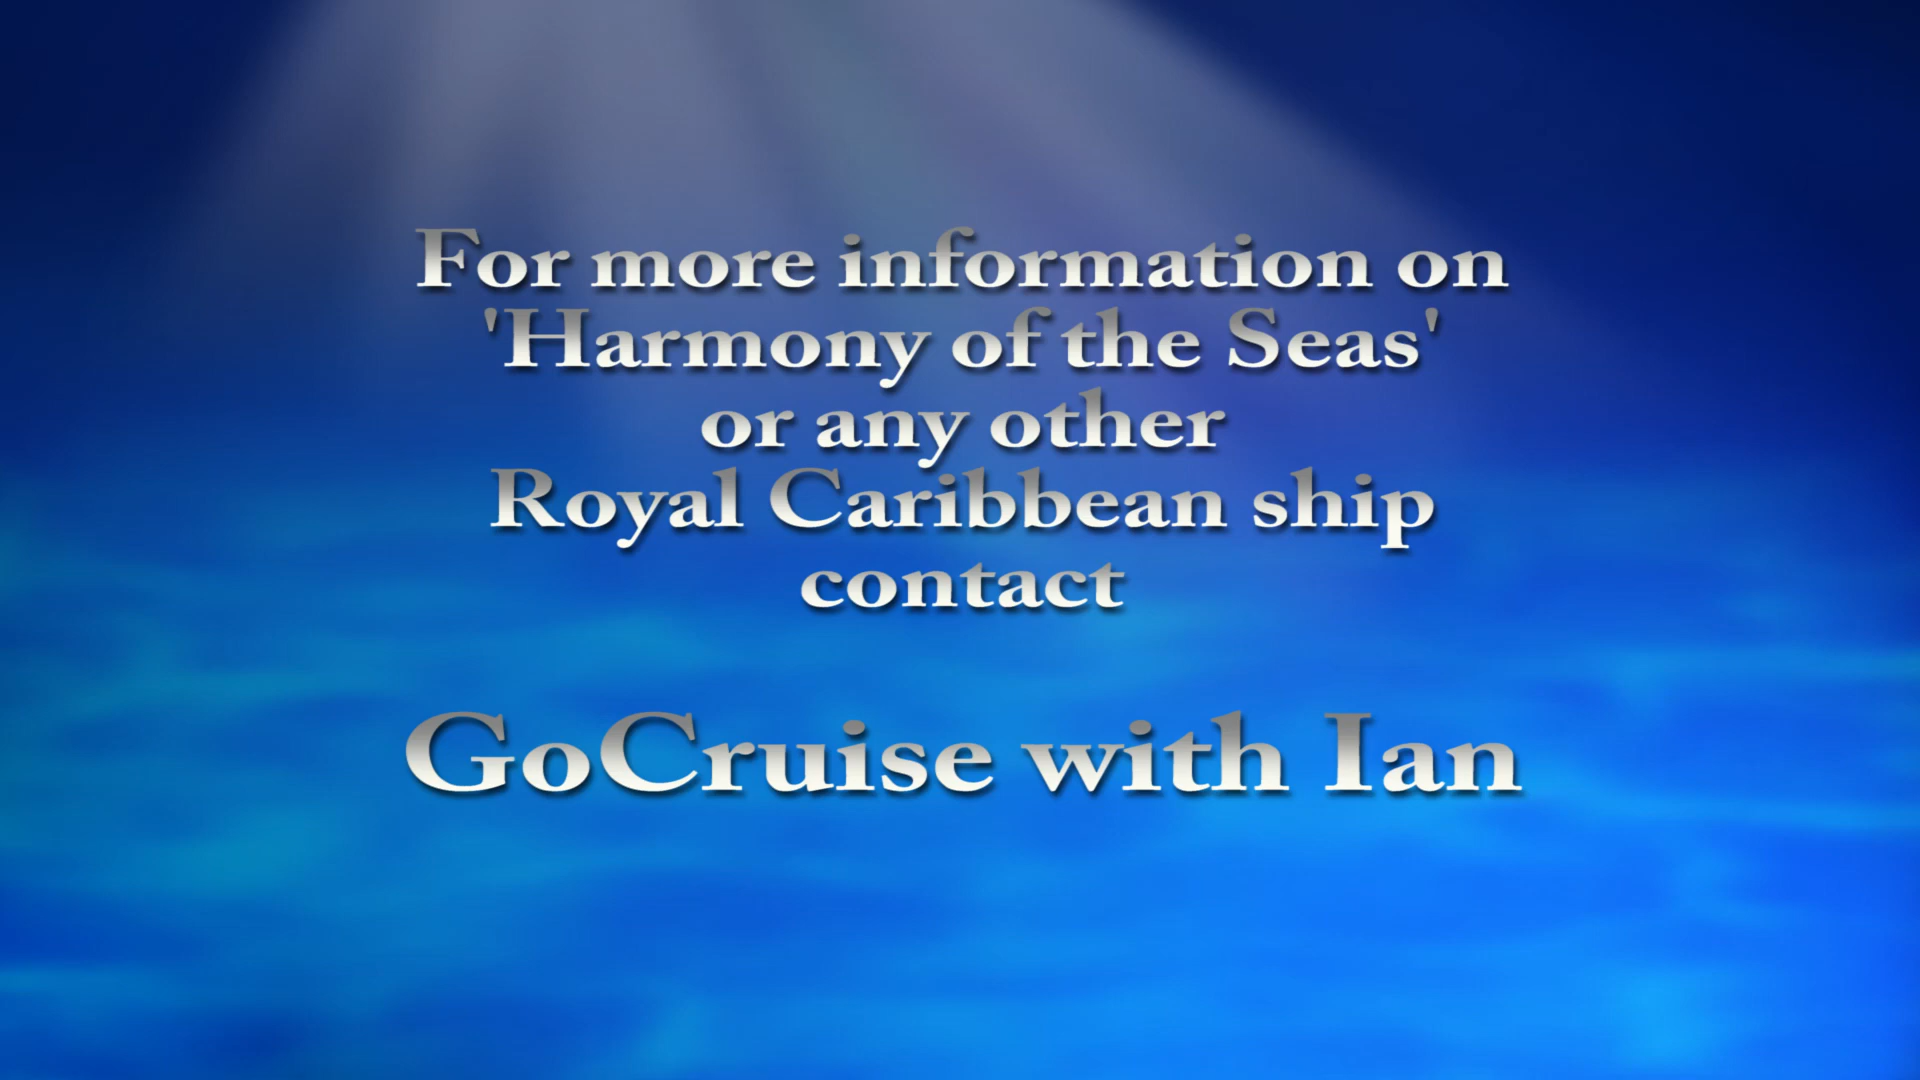 For more information on
'Harmony of the Seas'
or any other
Royal Caribbean ship
contact
GoCruise with Ian